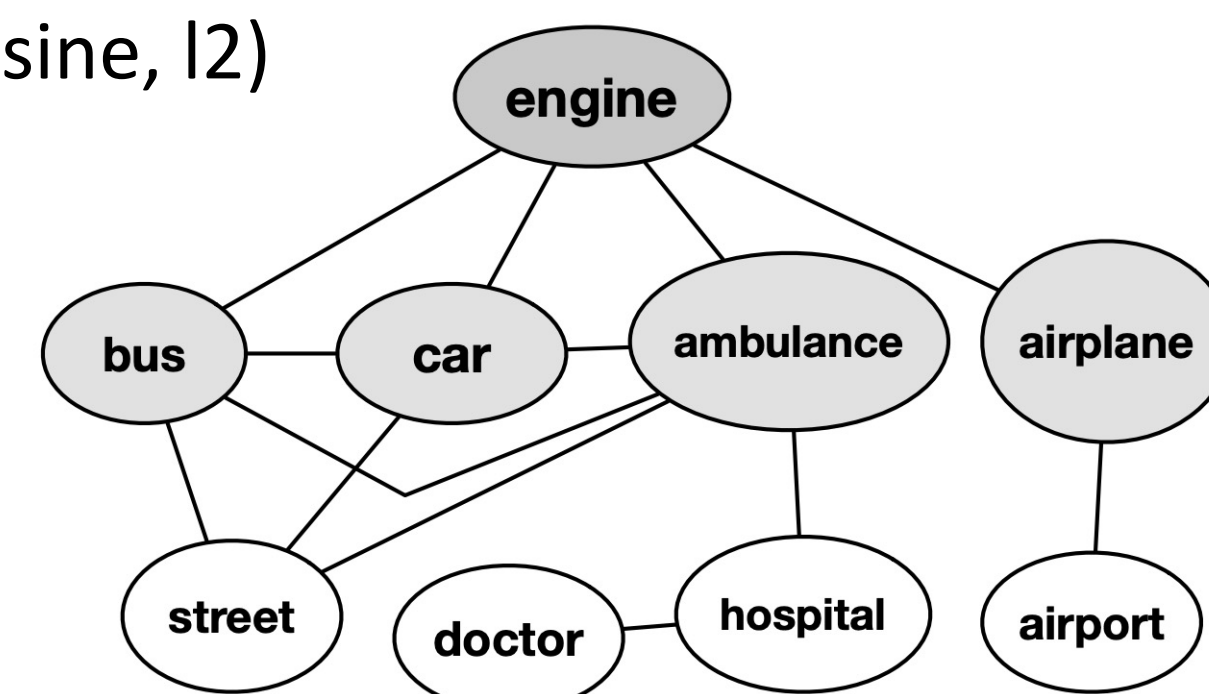 sine, l2)
engine
bus
car
ambulance
airplane
street
doctor
hospital
airport